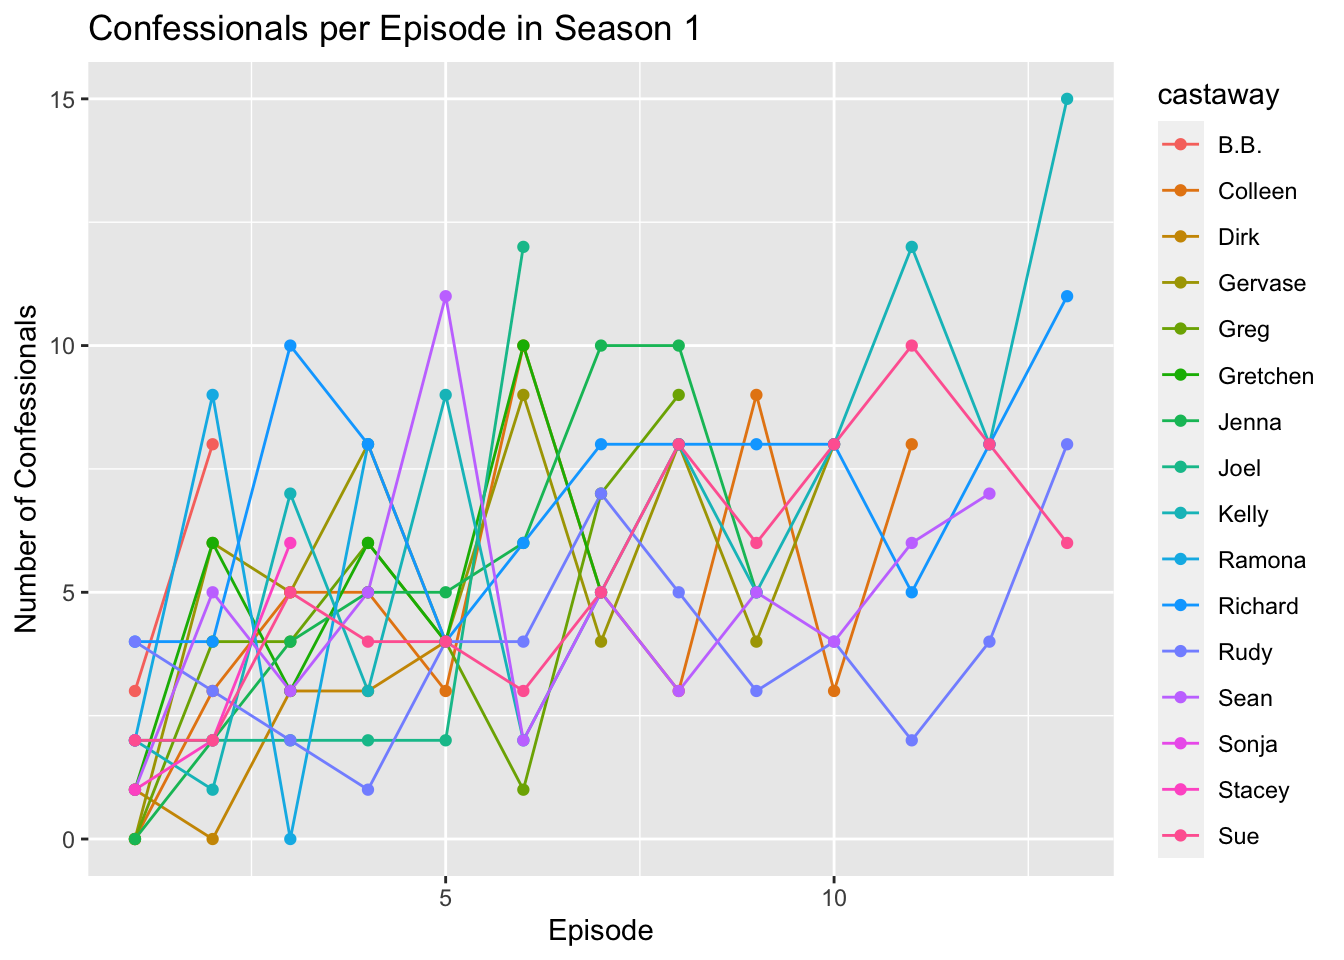 Confessionals per Episode in Season 1
Number of Confessionals
15
10
5
0
5
10
Episode
castaway
B.B.
Colleen
Dirk
Gervase
Greg
Gretchen
Jenna
Joel
Kelly
Ramona
Richard
Rudy
Sean
Sonja
Stacey
Sue